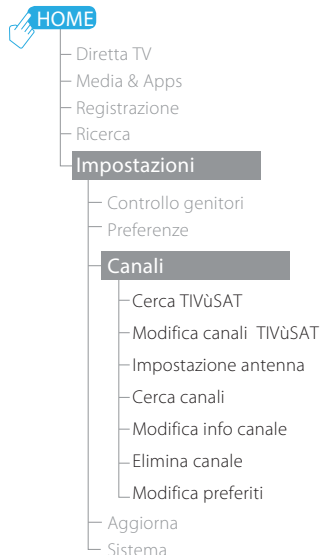 HOME
Diretta TV
Media & Apps
Registrazione
Ricerca
Impostazioni
Controllo genitori
Preferenze
Canali
Cerca TIVùSAT
Modifica canali TIVùSAT
Impostazione antenna
Cerca canali
Modifica info canale
Elimina canale
Modifica preferiti
Aggiorna
Sistema